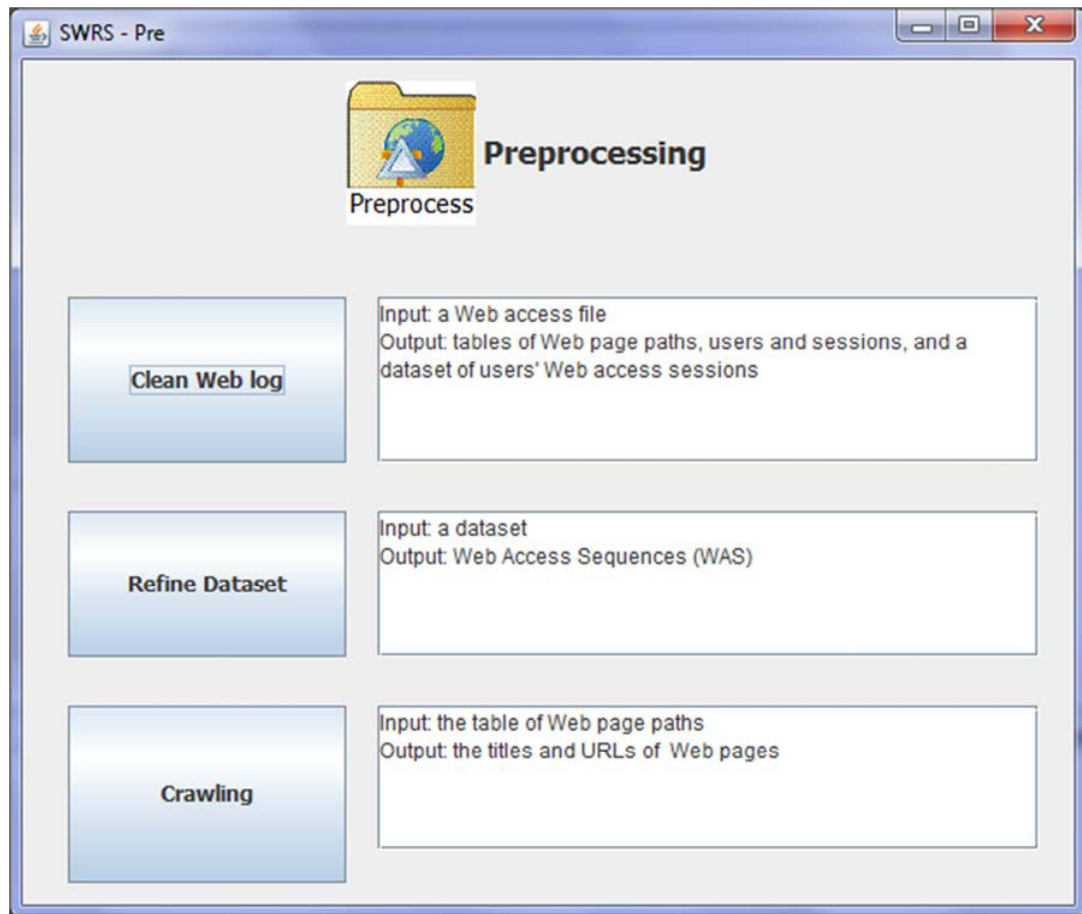 SWRS - Pre
Preprocess
Preprocessing
Clean Web log
Input: a Web access file
Output: tables of Web page paths, users and sessions, and a
dataset of users' Web access sessions
Refine Dataset
Input: a dataset
Output: Web Access Sequences (WAS)
Crawling
Input: the table of Web page paths
Output: the titles and URLs of  Web pages